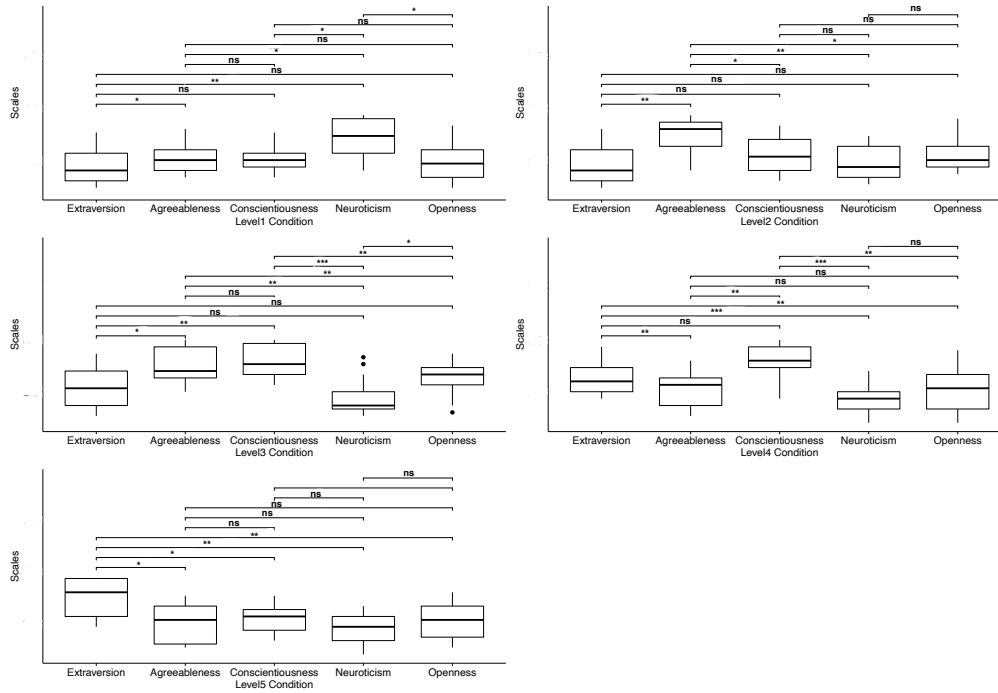 *
ns
*
ns
*
ns
ns
**
ns
*
Scales
Extraversion Agreeableness Conscientiousness Neuroticism Openness
Level1 Condition
ns
ns
ns
*
**
*
ns
ns
ns
**
Scales
Extraversion Agreeableness Conscientiousness Neuroticism Openness
Level2 Condition
*
**
***
**
**
ns
ns
ns
**
*
Scales
Extraversion Agreeableness Conscientiousness Neuroticism Openness
Level3 Condition
ns
**
***
ns
ns
**
**
***
ns
**
Scales
Extraversion Agreeableness Conscientiousness Neuroticism Openness
Level4 Condition
ns
ns
ns
ns
ns
**
**
*
*
Scales
Extraversion Agreeableness Conscientiousness Neuroticism Openness
Level5 Condition